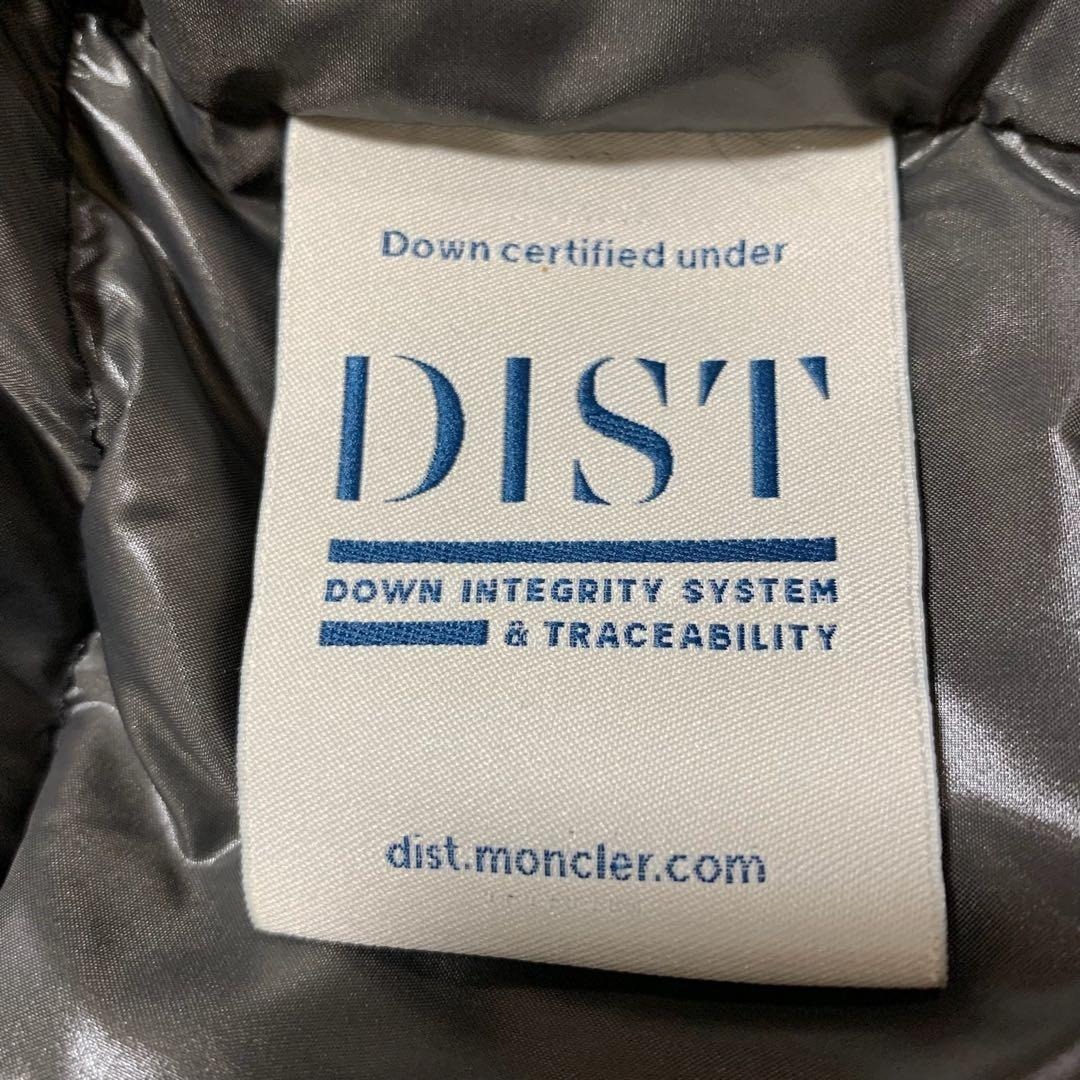 Down certified under
DIST
DOWN INTEGRITY SYSTEM
& TRACEABILITY
dist.moncler.com